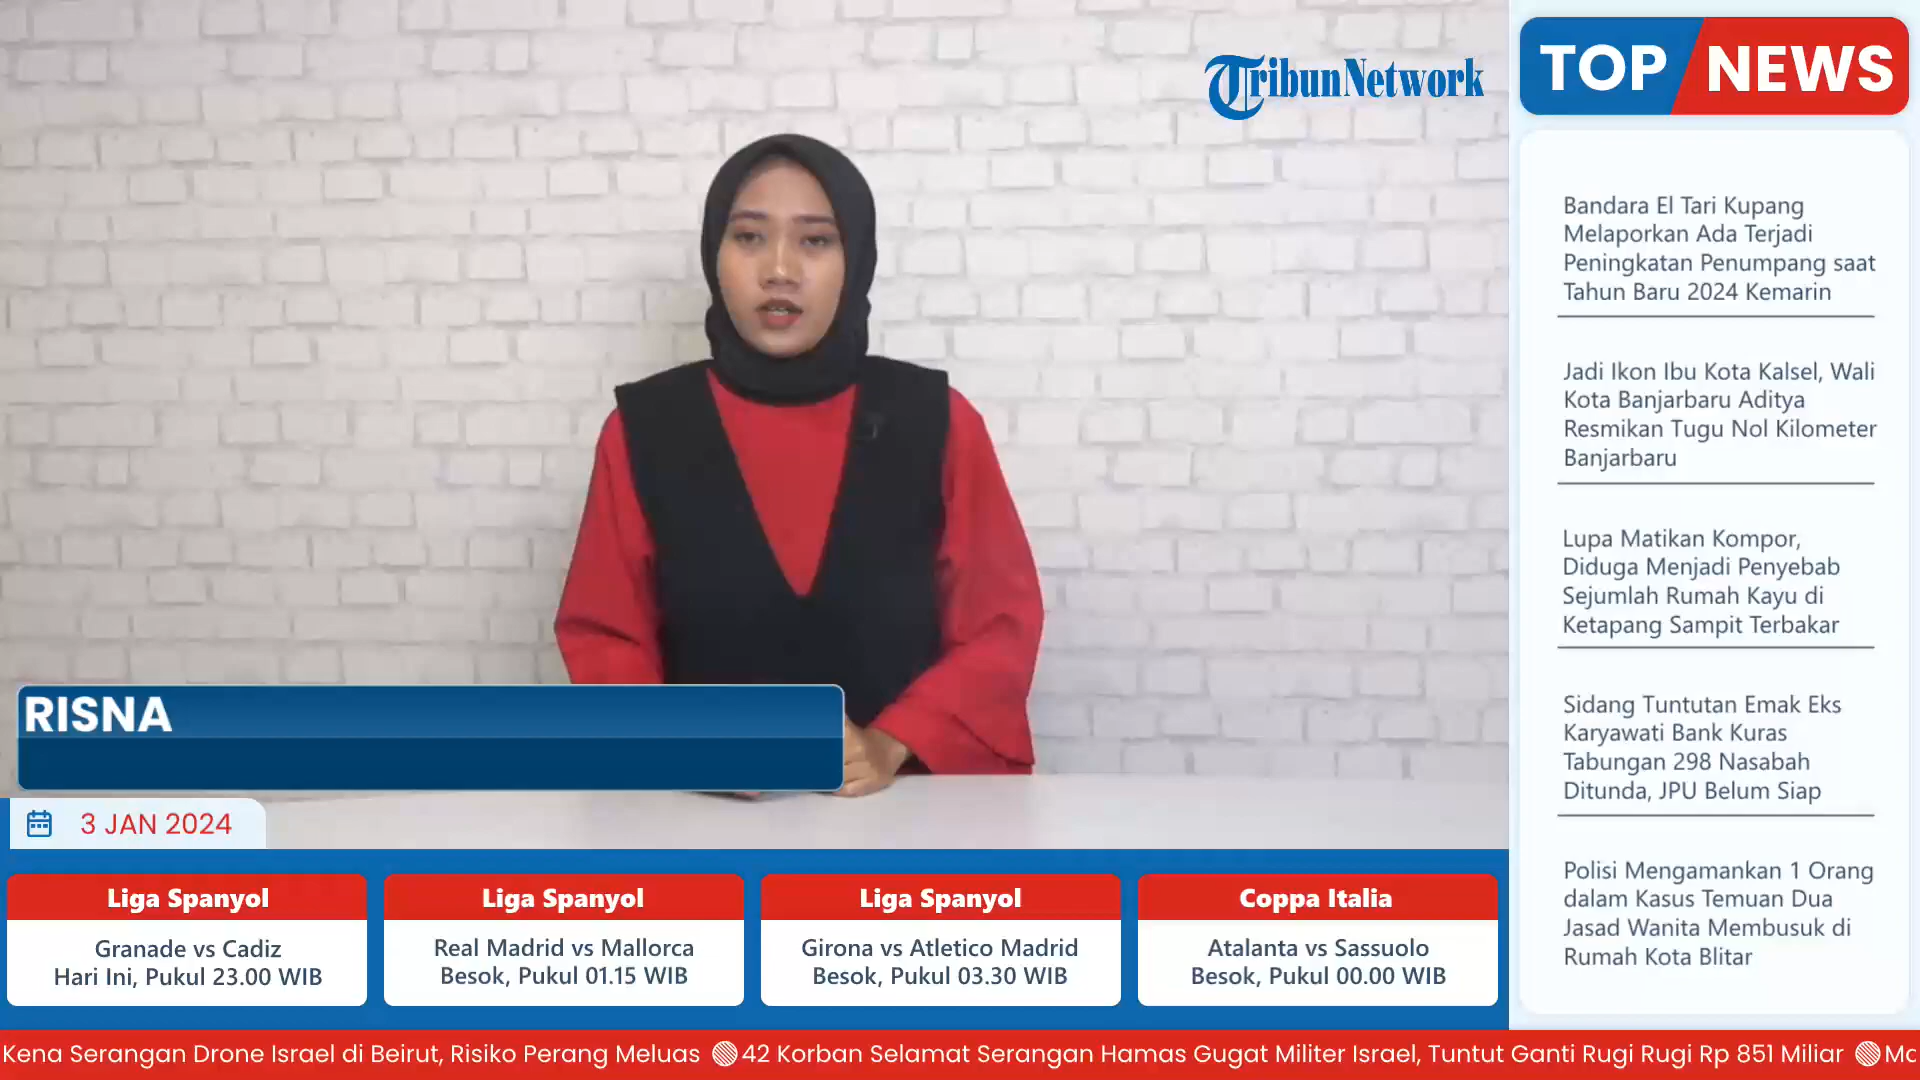 TribunNetwork
TOP NEWS
Bandara El Tari Kupang
Melaporkan Ada Terjadi
Peningkatan Penumpang saat
Tahun Baru 2024 Kemarin
Jadi Ikon Ibu Kota Kalsel, Wali
Kota Banjarbaru Aditya
Resmikan Tugu Nol Kilometer
Banjarbaru
Lupa Matikan Kompor,
Diduga Menjadi Penyebab
Sejumlah Rumah Kayu di
Ketapang Sampit Terbakar
Sidang Tuntutan Emak Eks
Karyawati Bank Kuras
Tabungan 298 Nasabah
Ditunda, JPU Belum Siap
Polisi Mengamankan 1 Orang
dalam Kasus Temuan Dua
Jasad Wanita Membusuk di
Rumah Kota Blitar
RISNA
3 JAN 2024
Liga Spanyol
Granade vs Cadiz
Hari Ini, Pukul 23.00 WIB
Liga Spanyol
Real Madrid vs Mallorca
Besok, Pukul 01.15 WIB
Liga Spanyol
Girona vs Atletico Madrid
Besok, Pukul 03.30 WIB
Coppa Italia
Atalanta vs Sassuolo
Besok, Pukul 00.00 WIB
Kena Serangan Drone Israel di Beirut, Risiko Perang Meluas 42 Korban Selamat Serangan Hamas Gugat Militer Israel, Tuntut Ganti Rugi Rugi Rp 851 Miliar